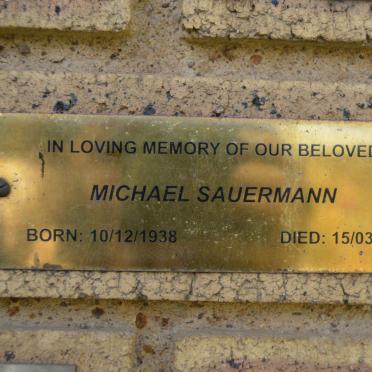 IN LOVING MEMORY OF OUR BELOVED
MICHAEL SAUERMANN
BORN: 10/12/1938 DIED: 15/03